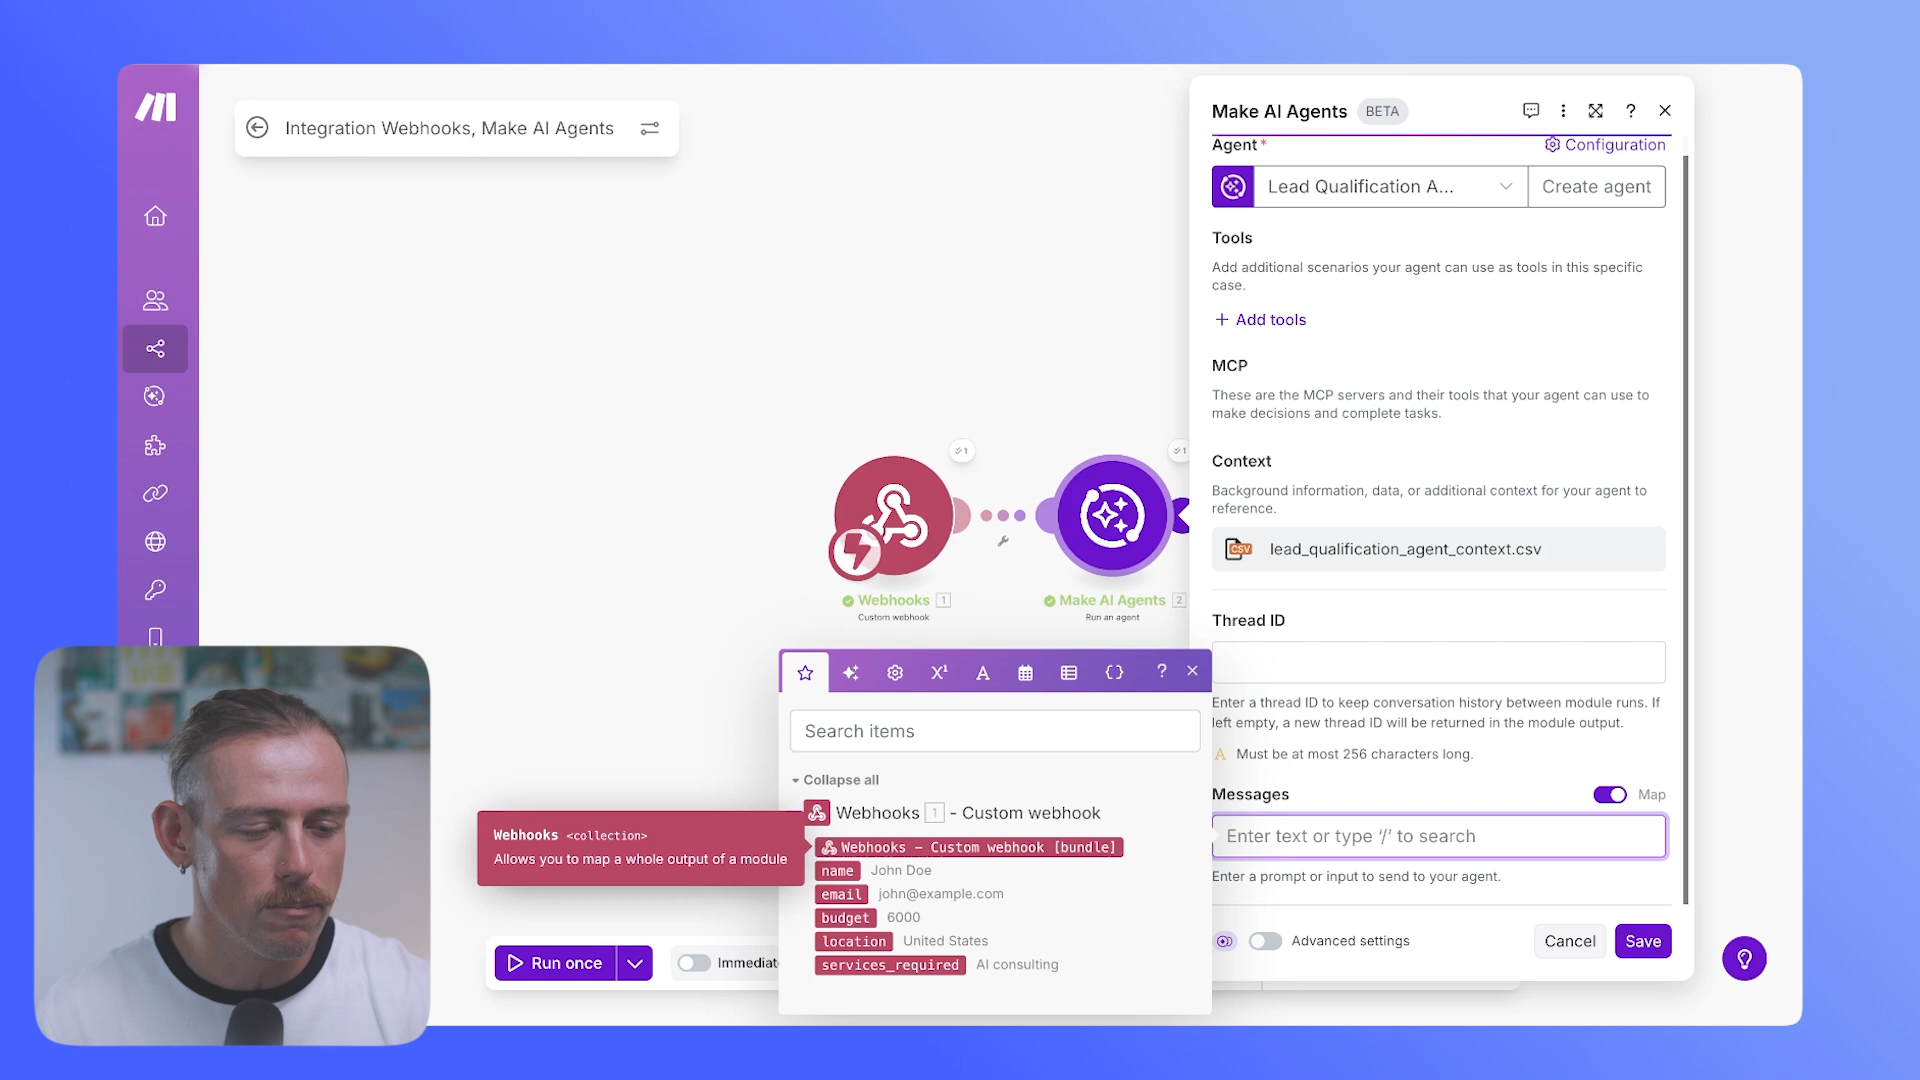 Integration Webhooks, Make AI Agents
Make AI Agents BETA
?
Agent*
Configuration
Lead Qualification A...
Create agent
Tools
Add additional scenarios your agent can use as tools in this specific
case.
+ Add tools
MCP
These are the MCP servers and their tools that your agent can use to
make decisions and complete tasks.
Context
Background information, data, or additional context for your agent to
reference.
CSV
lead_qualification_agent_context.csv
Thread ID
Enter a thread ID to keep conversation history between module runs. If
left empty, a new thread ID will be returned in the module output.
A Must be at most 256 characters long.
Messages
Map
Enter text or type ‘/’ to search
Enter a prompt or input to send to your agent.
Advanced settings
Cancel
Save
1
1
Webhooks 1
Custom webhook
Make AI Agents 2
Run an agent
X¹ A {} ?
Search items
Collapse all
Webhooks 1 - Custom webhook
Webhooks - Custom webhook [bundle]
name John Doe
email john@example.com
budget 6000
location United States
services_required AI consulting
Webhooks <collection>
Allows you to map a whole output of a module
Run once
Immediat